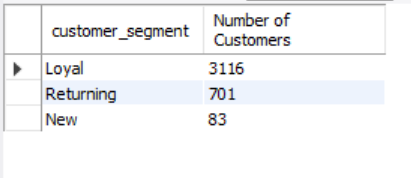 customer_segment Number of
Customers
Loyal 3116
Returning 701
New 83